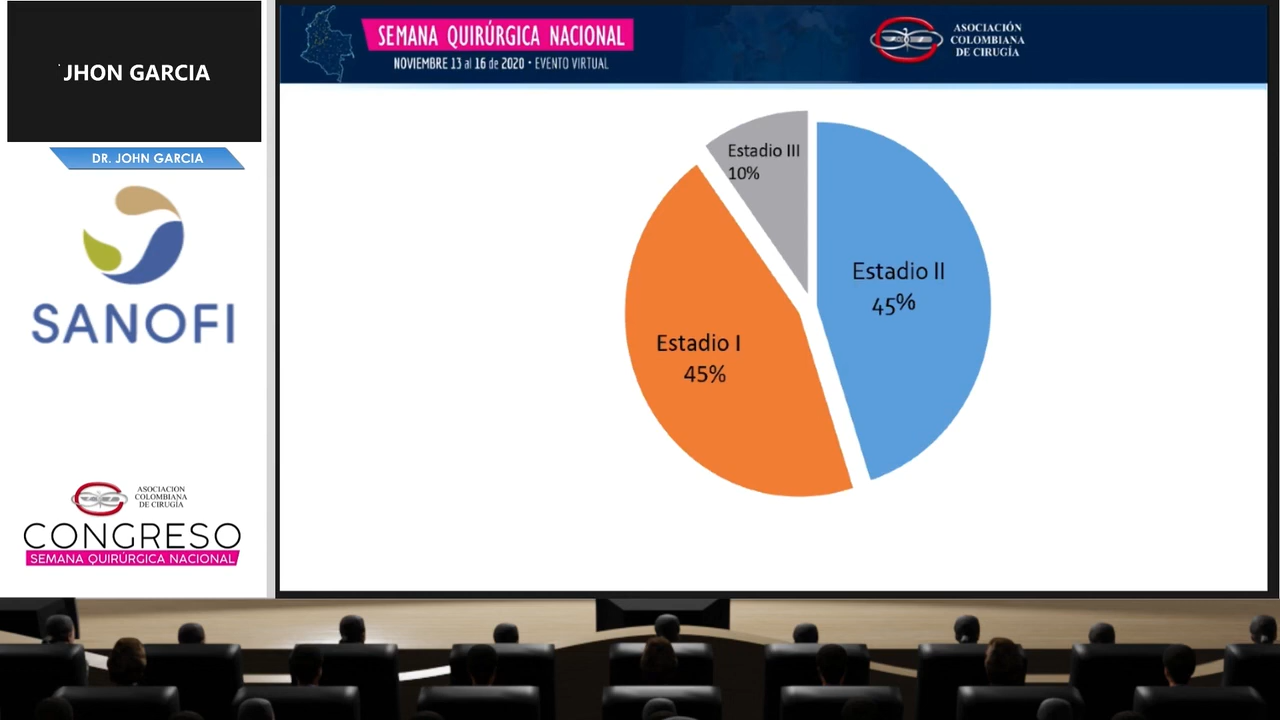 JHON GARCIA
DR. JOHN GARCIA
SANOFI
ASOCIACION
COLOMBIANA
DE CIRUGÍA
CONGRESO
SEMANA QUIRÚRGICA NACIONAL
SEMANA QUIRÚRGICA NACIONAL
NOVIEMBRE 13 al 16 de 2020 • EVENTO VIRTUAL
ASOCIACIÓN
COLOMBIANA
DE CIRUGÍA
Estadio III
10%
Estadio II
45%
Estadio I
45%